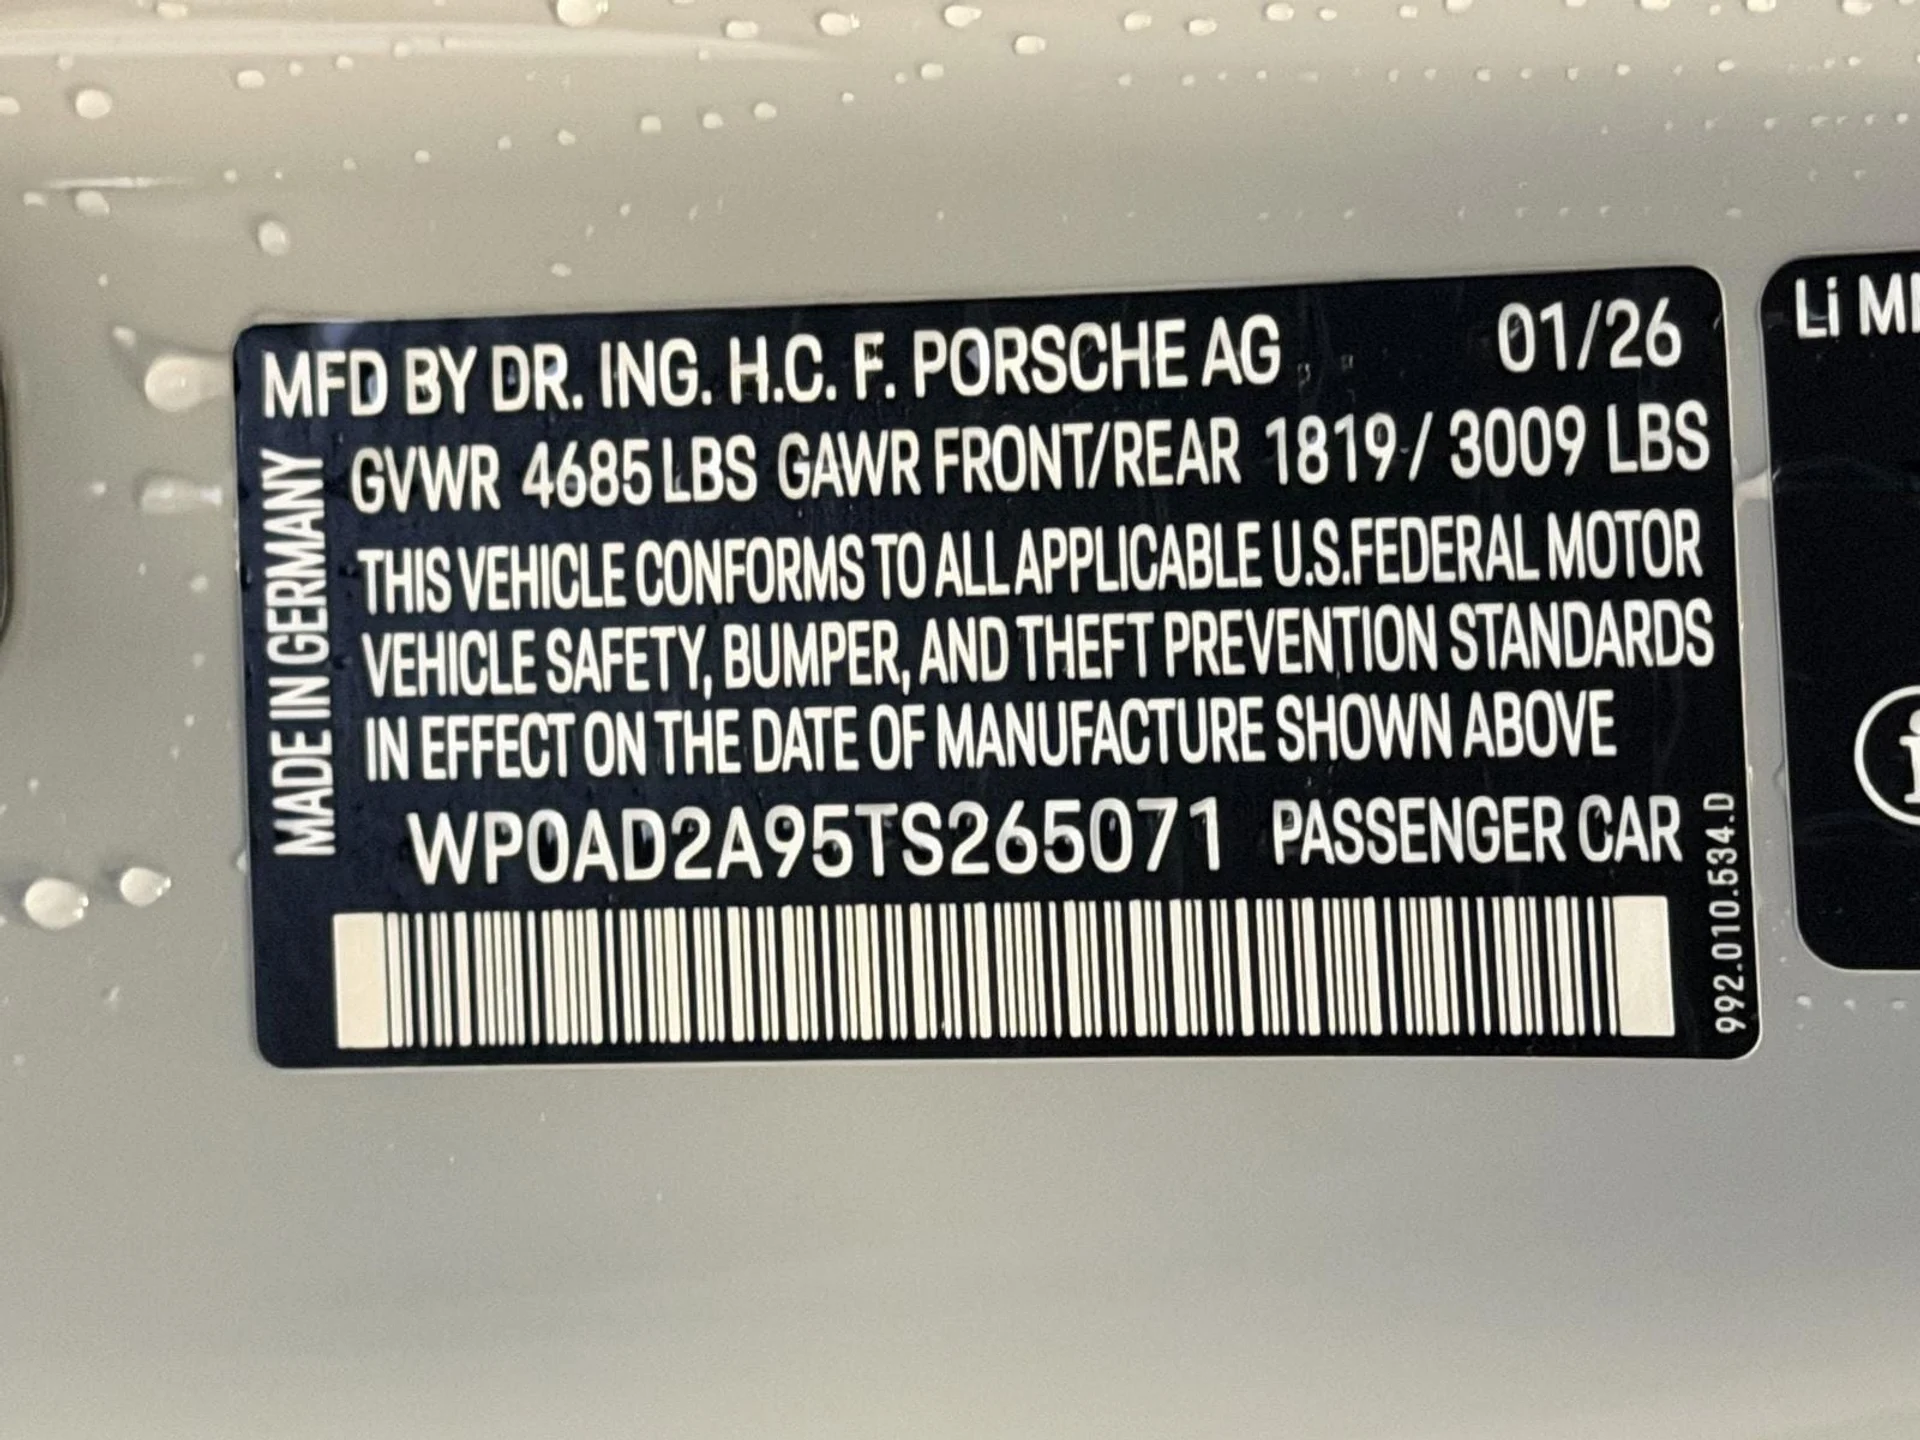 MFD BY DR. ING. H.C. F. PORSCHE AG 01/26
GVWR 4685 LBS GAWR FRONT/REAR 1819 / 3009 LBS
THIS VEHICLE CONFORMS TO ALL APPLICABLE U.S.FEDERAL MOTOR
VEHICLE SAFETY, BUMPER, AND THEFT PREVENTION STANDARDS
IN EFFECT ON THE DATE OF MANUFACTURE SHOWN ABOVE
WP0AD2A95TS265071 PASSENGER CAR
MADE IN GERMANY
992.010.534.D
Li